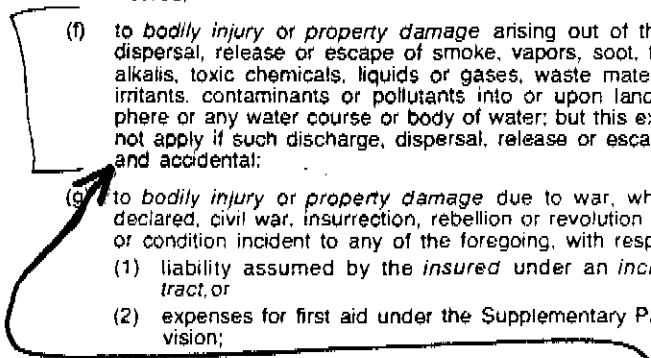 (f) to bodily injury or property damage arising out of th
dispersal, release or escape of smoke, vapors, soot,
alkalis, toxic chemicals, liquids or gases, waste mate
irritants. contaminants or pollutants into or upon land
phere or any water course or body of water; but this ex
not apply if such discharge, dispersal, release or esca
and accidental:
(g to bodily injury or property damage due to war, wh
declared, civil war, insurrection, rebellion or revolution
or condition incident to any of the foregoing, with resp
(1) liability assumed by the insured under an inci
tract, or
(2) expenses for first aid under the Supplementary P
vision;